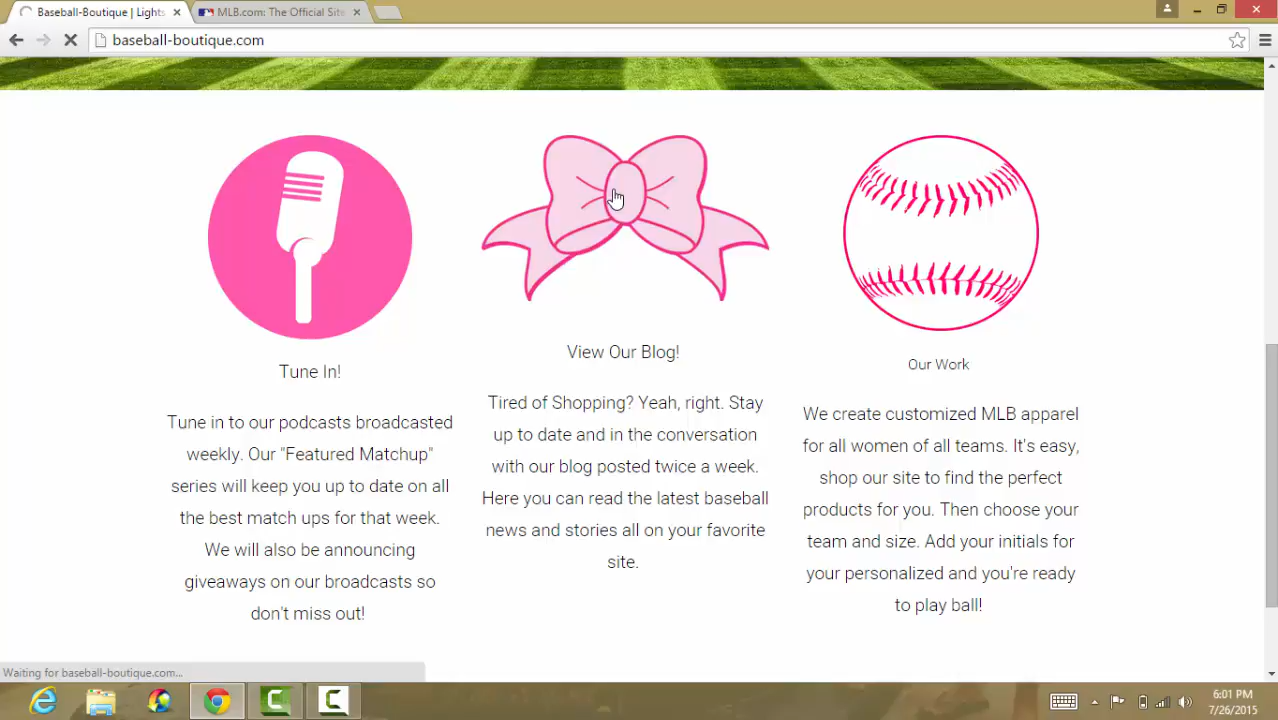 Baseball-Boutique | Lights
MLB.com: The Official Site
baseball-boutique.com
Tune In!
Tune in to our podcasts broadcasted
weekly. Our "Featured Matchup"
series will keep you up to date on all
the best match ups for that week.
We will also be announcing
giveaways on our broadcasts so
don't miss out!
View Our Blog!
Tired of Shopping? Yeah, right. Stay
up to date and in the conversation
with our blog posted twice a week.
Here you can read the latest baseball
news and stories all on your favorite
site.
Our Work
We create customized MLB apparel
for all women of all teams. It's easy,
shop our site to find the perfect
products for you. Then choose your
team and size. Add your initials for
your personalized and you're ready
to play ball!
Waiting for baseball-boutique.com...
6:01 PM
7/26/2015